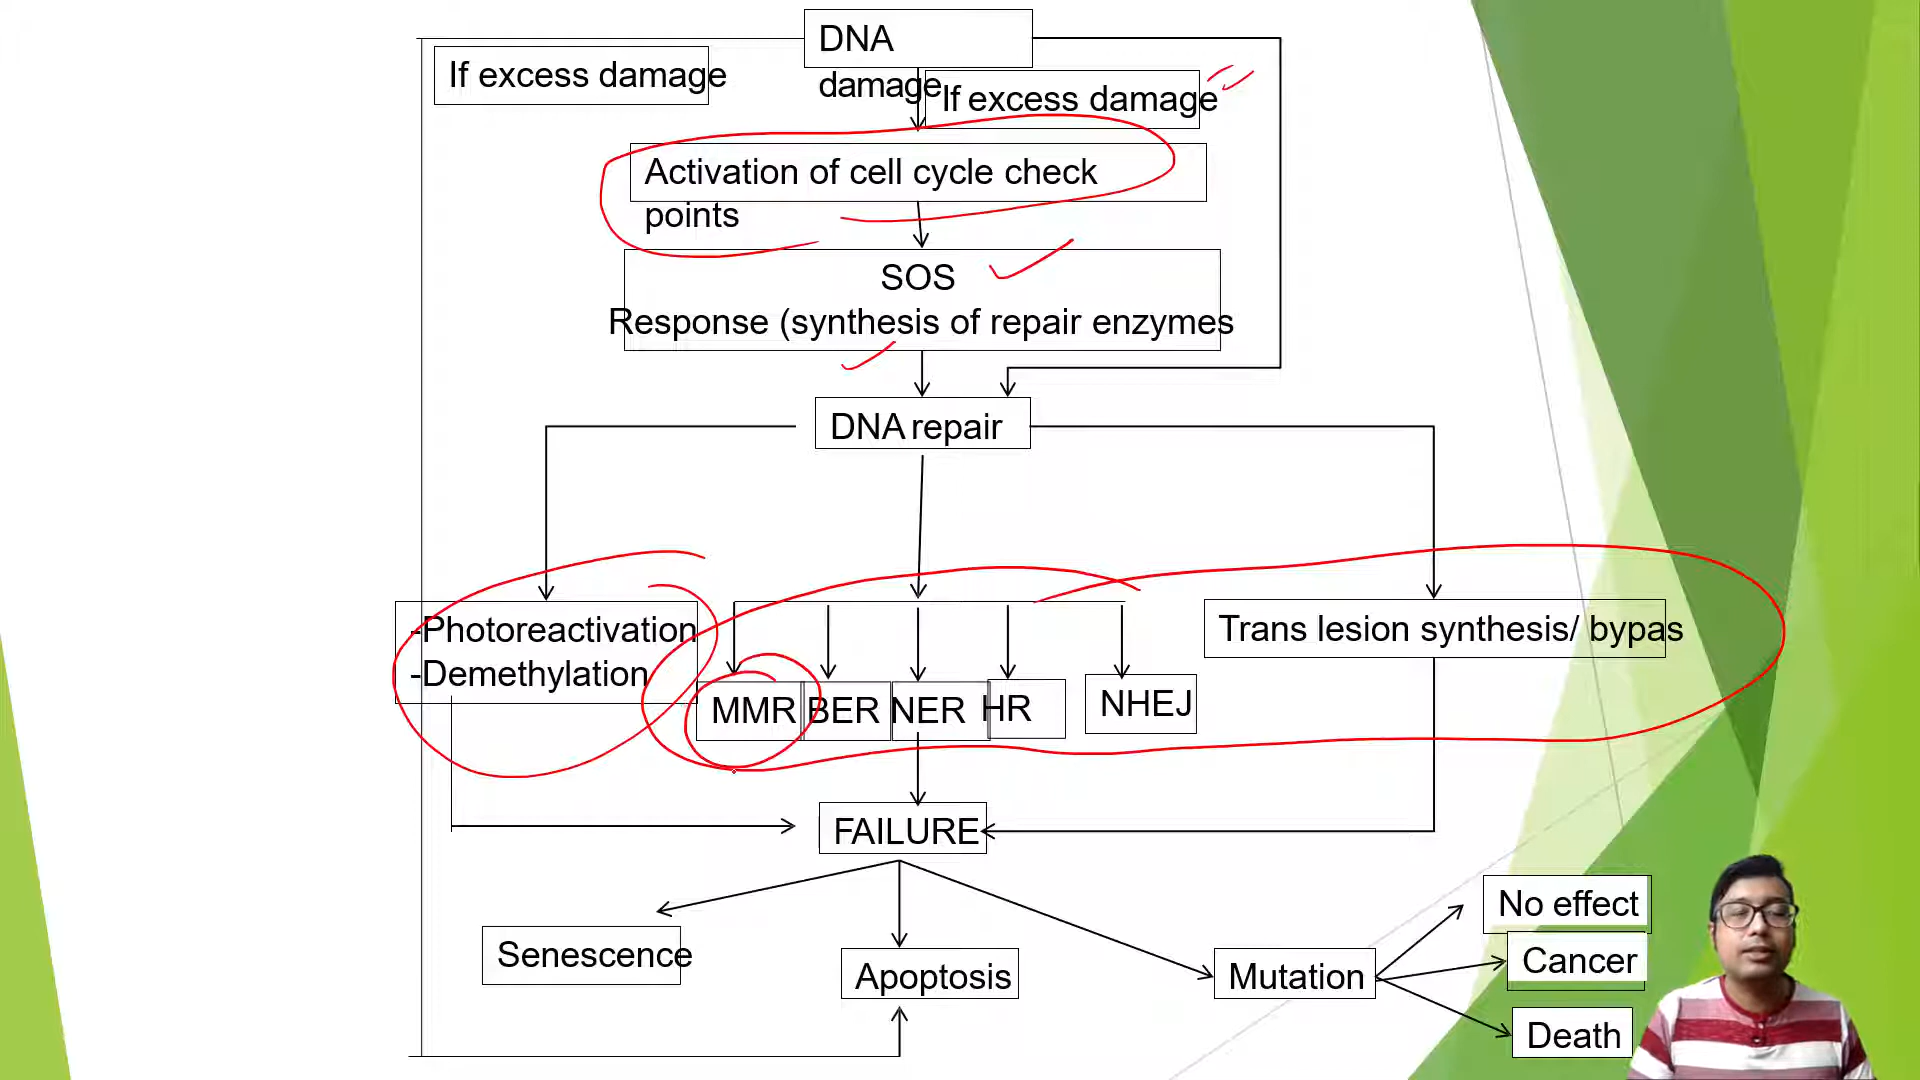 DNA
damage
If excess damage
If excess damage
Activation of cell cycle check
points
SOS
Response (synthesis of repair enzymes
DNA repair
-Photoreactivation
-Demethylation
MMR
BER
NER
HR
NHEJ
Trans lesion synthesis/ bypas
FAILURE
Senescence
Apoptosis
Mutation
No effect
Cancer
Death